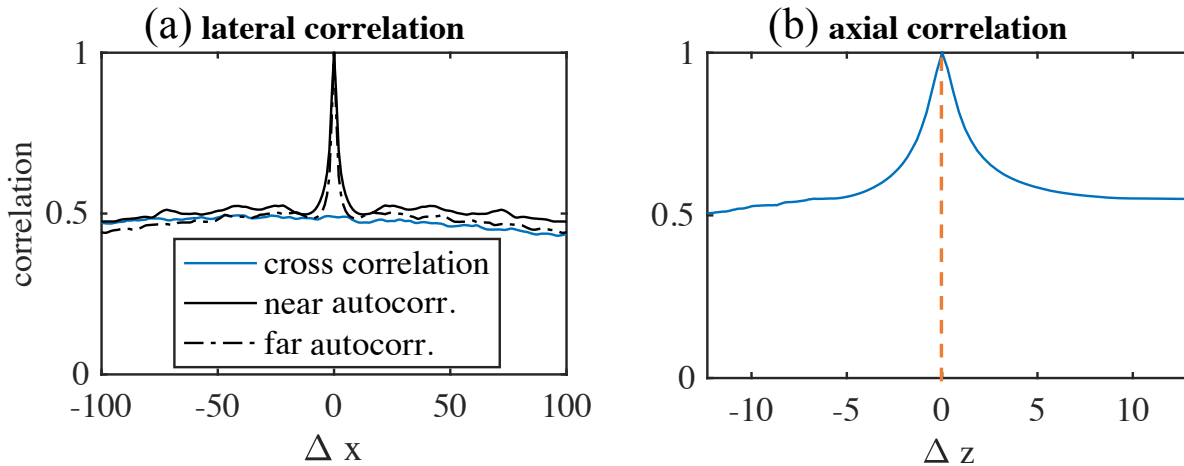 (a) lateral correlation
1
0.5
0
correlation
-100
-50
0
50
100
Δ x
cross correlation
near autocorr.
far autocorr.
(b) axial correlation
1
0.5
0
-10
-5
0
5
10
Δ z